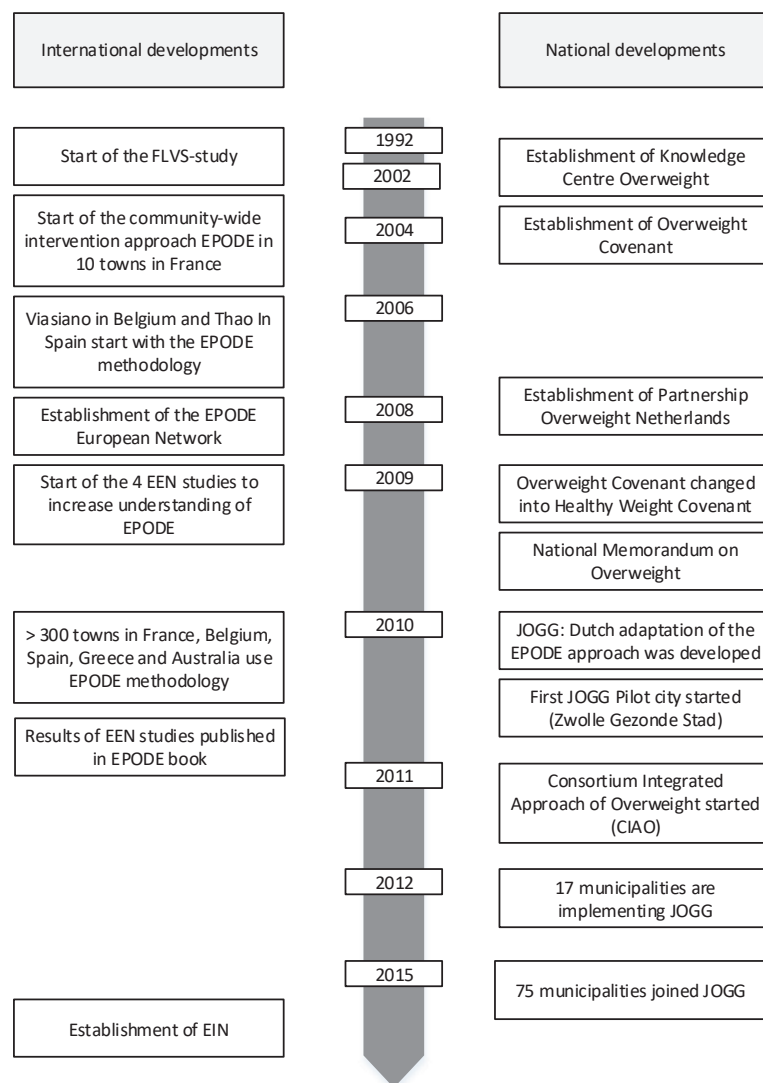 International developments
National developments
1992
Start of the FLVS-study
2002
Establishment of Knowledge
Centre Overweight
Start of the community-wide
intervention approach EPODE in
10 towns in France
2004
Establishment of Overweight
Covenant
2006
Viasiano in Belgium and Thao In
Spain start with the EPODE
methodology
2008
Establishment of the EPODE
European Network
Establishment of Partnership
Overweight Netherlands
2009
Start of the 4 EEN studies to
increase understanding of
EPODE
Overweight Covenant changed
into Healthy Weight Covenant
National Memorandum on
Overweight
2010
> 300 towns in France, Belgium,
Spain, Greece and Australia use
EPODE methodology
JOGG: Dutch adaptation of the
EPODE approach was developed
First JOGG Pilot city started
(Zwolle Gezonde Stad)
Results of EEN studies published
in EPODE book
2011
Consortium Integrated
Approach of Overweight started
(CIAO)
2012
17 municipalities are
implementing JOGG
2015
75 municipalities joined JOGG
Establishment of EIN